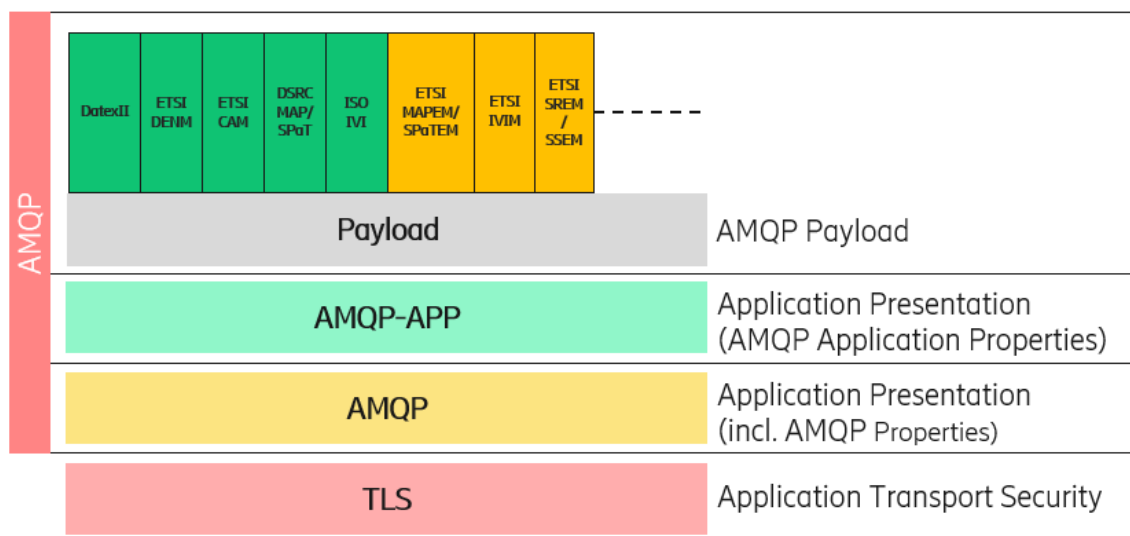 AMQP
DatexII
ETSI
DENM
ETSI
CAM
DSRC
MAP/
SPaT
ISO
IVI
ETSI
MAPEM/
SPaTEM
ETSI
IVIM
ETSI
SREM
/
SSEM
Payload
AMQP Payload
AMQP-APP
Application Presentation
(AMQP Application Properties)
AMQP
Application Presentation
(incl. AMQP Properties)
TLS
Application Transport Security